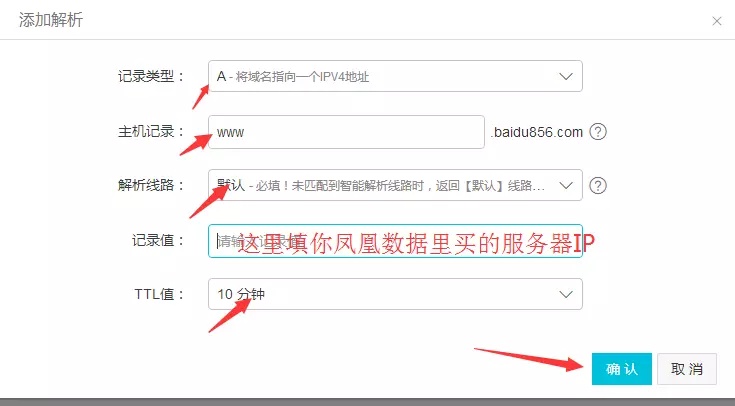 添加解析
×
记录类型：
A - 将域名指向一个IPV4地址
主机记录：
www
.baidu856.com ?
解析线路：
默认 - 必填！未匹配到智能解析线路时，返回【默认】线路...
?
记录值：
这里填你凤凰数据里买的服务器IP
TTL值：
10 分钟
确认
取消